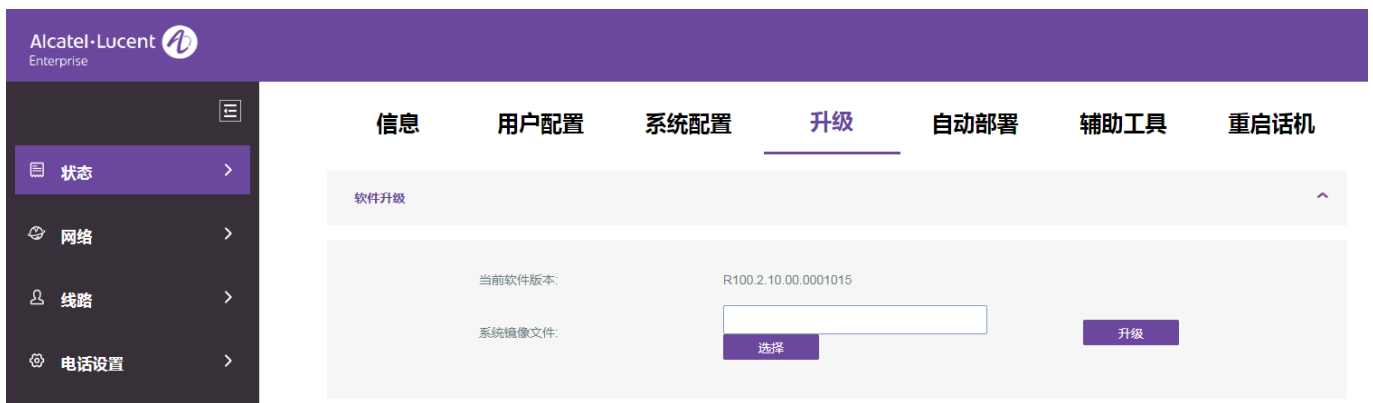 Alcatel·Lucent
Enterprise
信息 用户配置 系统配置 升级 自动部署 辅助工具 重启话机
状态
软件升级
网络
当前软件版本: R100.2.10.00.0001015
线路
系统镜像文件: 升级
选择
电话设置